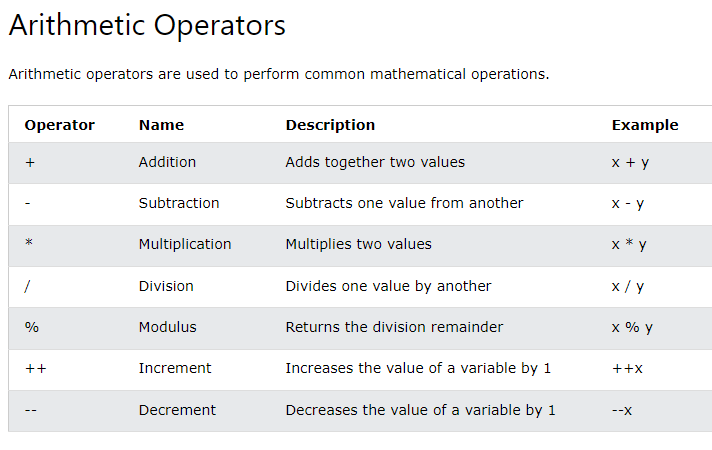 Arithmetic Operators
Arithmetic operators are used to perform common mathematical operations.
Operator Name Description Example
+ Addition Adds together two values x + y
- Subtraction Subtracts one value from another x - y
* Multiplication Multiplies two values x * y
/ Division Divides one value by another x / y
% Modulus Returns the division remainder x % y
++ Increment Increases the value of a variable by 1 ++x
-- Decrement Decreases the value of a variable by 1 --x